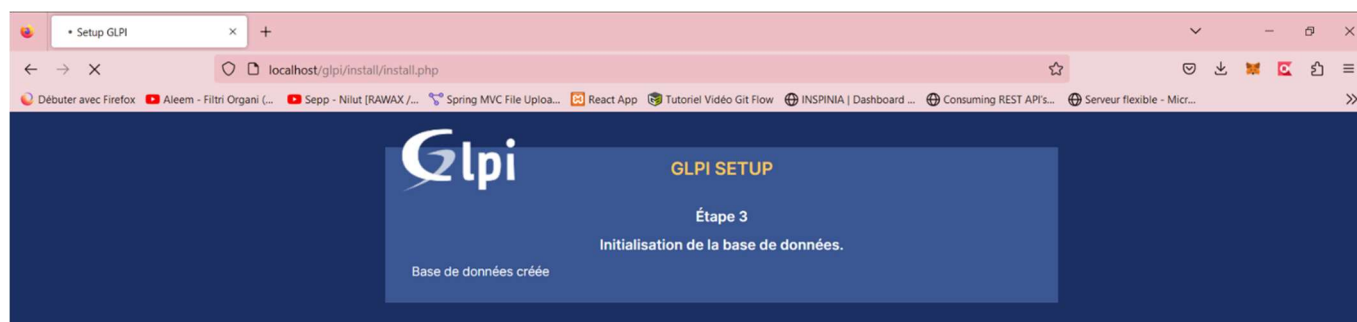 Setup GLPI
localhost/glpi/install/install.php
Débuter avec Firefox Aleem - Filtri Organi (... Sepp - Nilut [RAWAX /... Spring MVC File Uploa... React App Tutoriel Vidéo Git Flow INSPINIA | Dashboard ... Consuming REST API's... Serveur flexible - Micr...
Glpi
GLPI SETUP
Étape 3
Initialisation de la base de données.
Base de données créée